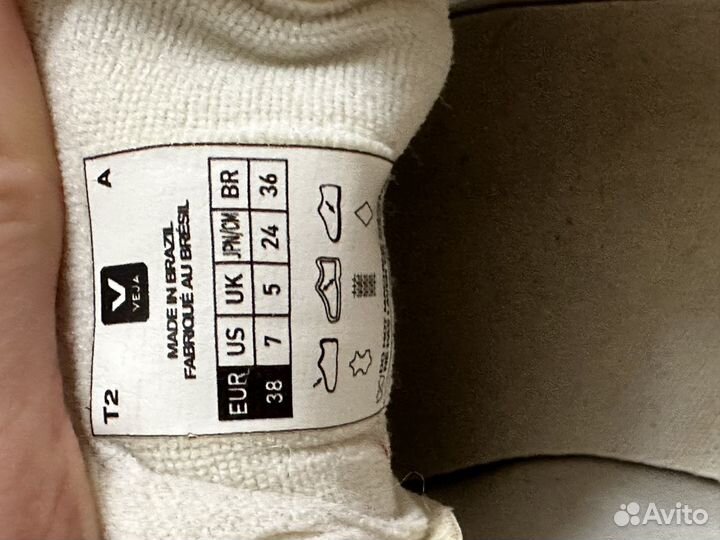 T2 A
V
VEJA
MADE IN BRAZIL
FABRIQUÉ AU BRÉSIL
EUR US UK JPN/CM BR
38 7 5 24 36
Avito